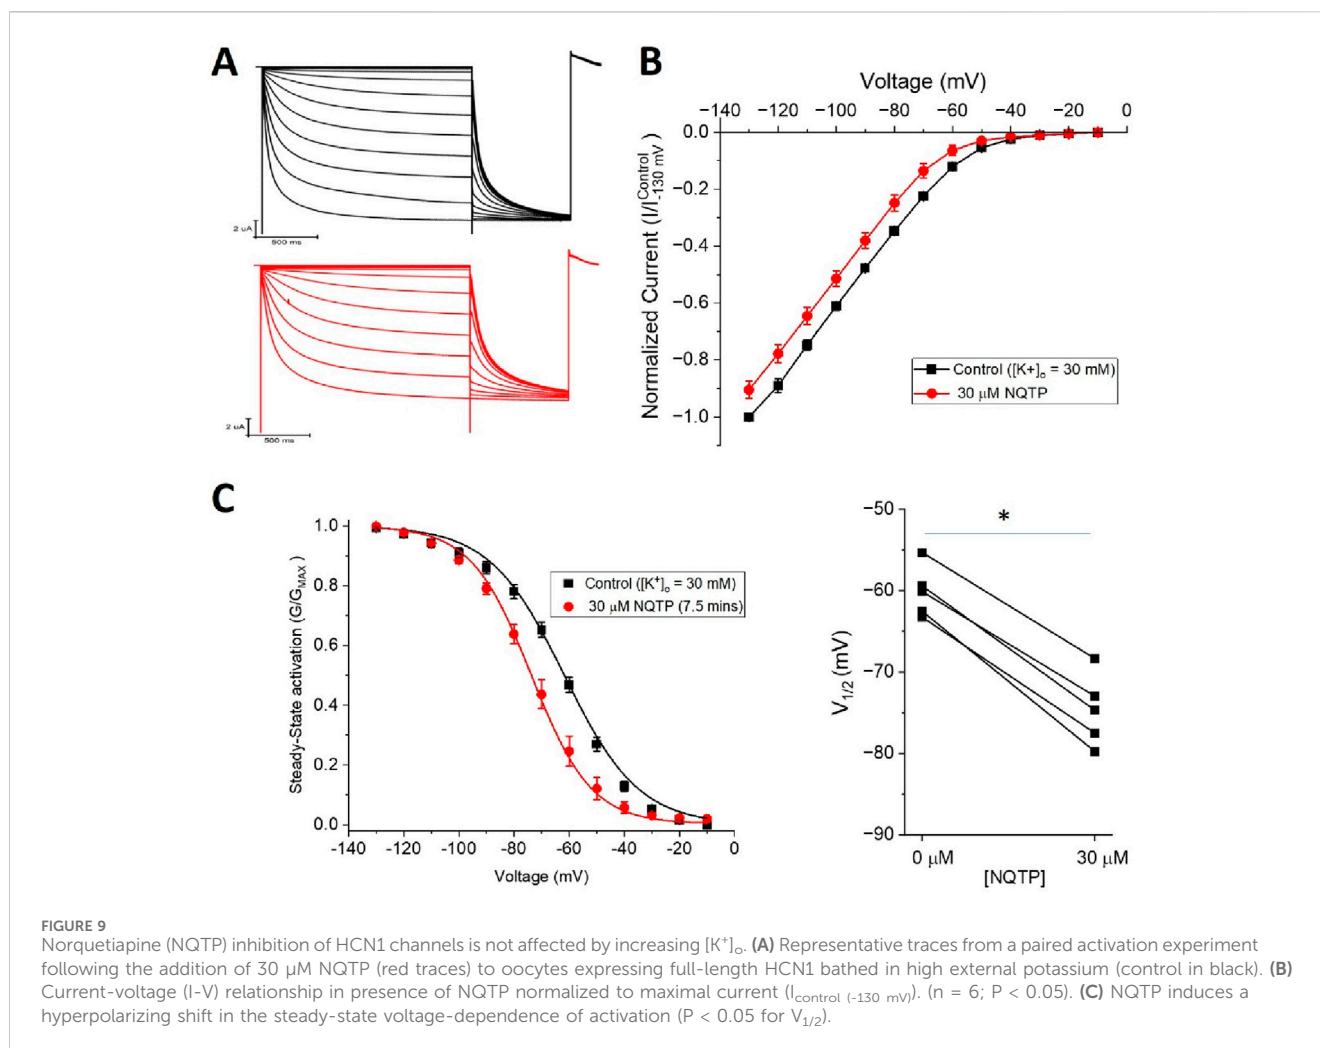 A
2 uA
500 ms
2 uA
500 ms
B
Voltage (mV)
−140 −120 −100 −80 −60 −40 −20 0
0.0
−0.2
−0.4
−0.6
−0.8
−1.0
Normalized Current (I/I^Control_-130 mV)
Control ([K+]ₒ = 30 mM)
30 μM NQTP
C
1.0
0.8
0.6
0.4
0.2
0.0
Steady-State activation (G/G_MAX)
Control ([K⁺]ₒ = 30 mM)
30 μM NQTP (7.5 mins)
-140 -120 -100 -80 -60 -40 -20 0
Voltage (mV)
−50
*
−60
−70
−80
−90
V1/2 (mV)
0 μM 30 μM
[NQTP]
FIGURE 9
Norquetiapine (NQTP) inhibition of HCN1 channels is not affected by increasing [K⁺]ₒ. (A) Representative traces from a paired activation experiment
following the addition of 30 μM NQTP (red traces) to oocytes expressing full-length HCN1 bathed in high external potassium (control in black). (B)
Current-voltage (I-V) relationship in presence of NQTP normalized to maximal current (Icontrol (-130 mV)). (n = 6; P < 0.05). (C) NQTP induces a
hyperpolarizing shift in the steady-state voltage-dependence of activation (P < 0.05 for V1/2).